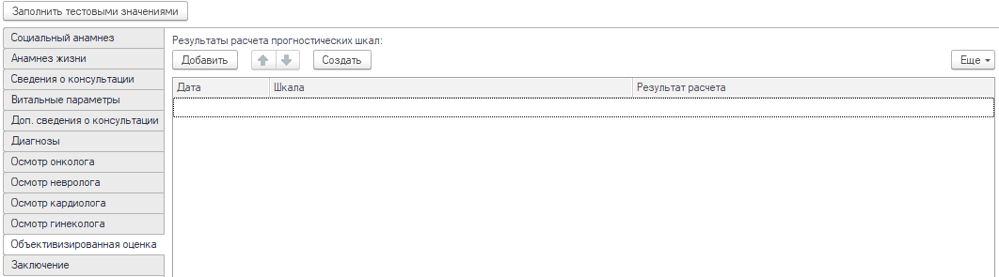 Заполнить тестовыми значениями
Социальный анамнез
Анамнез жизни
Сведения о консультации
Витальные параметры
Доп. сведения о консультации
Диагнозы
Осмотр онколога
Осмотр невролога
Осмотр кардиолога
Осмотр гинеколога
Объективизированная оценка
Заключение
Результаты расчета прогностических шкал:
Добавить Создать Еще
Дата Шкала Результат расчета